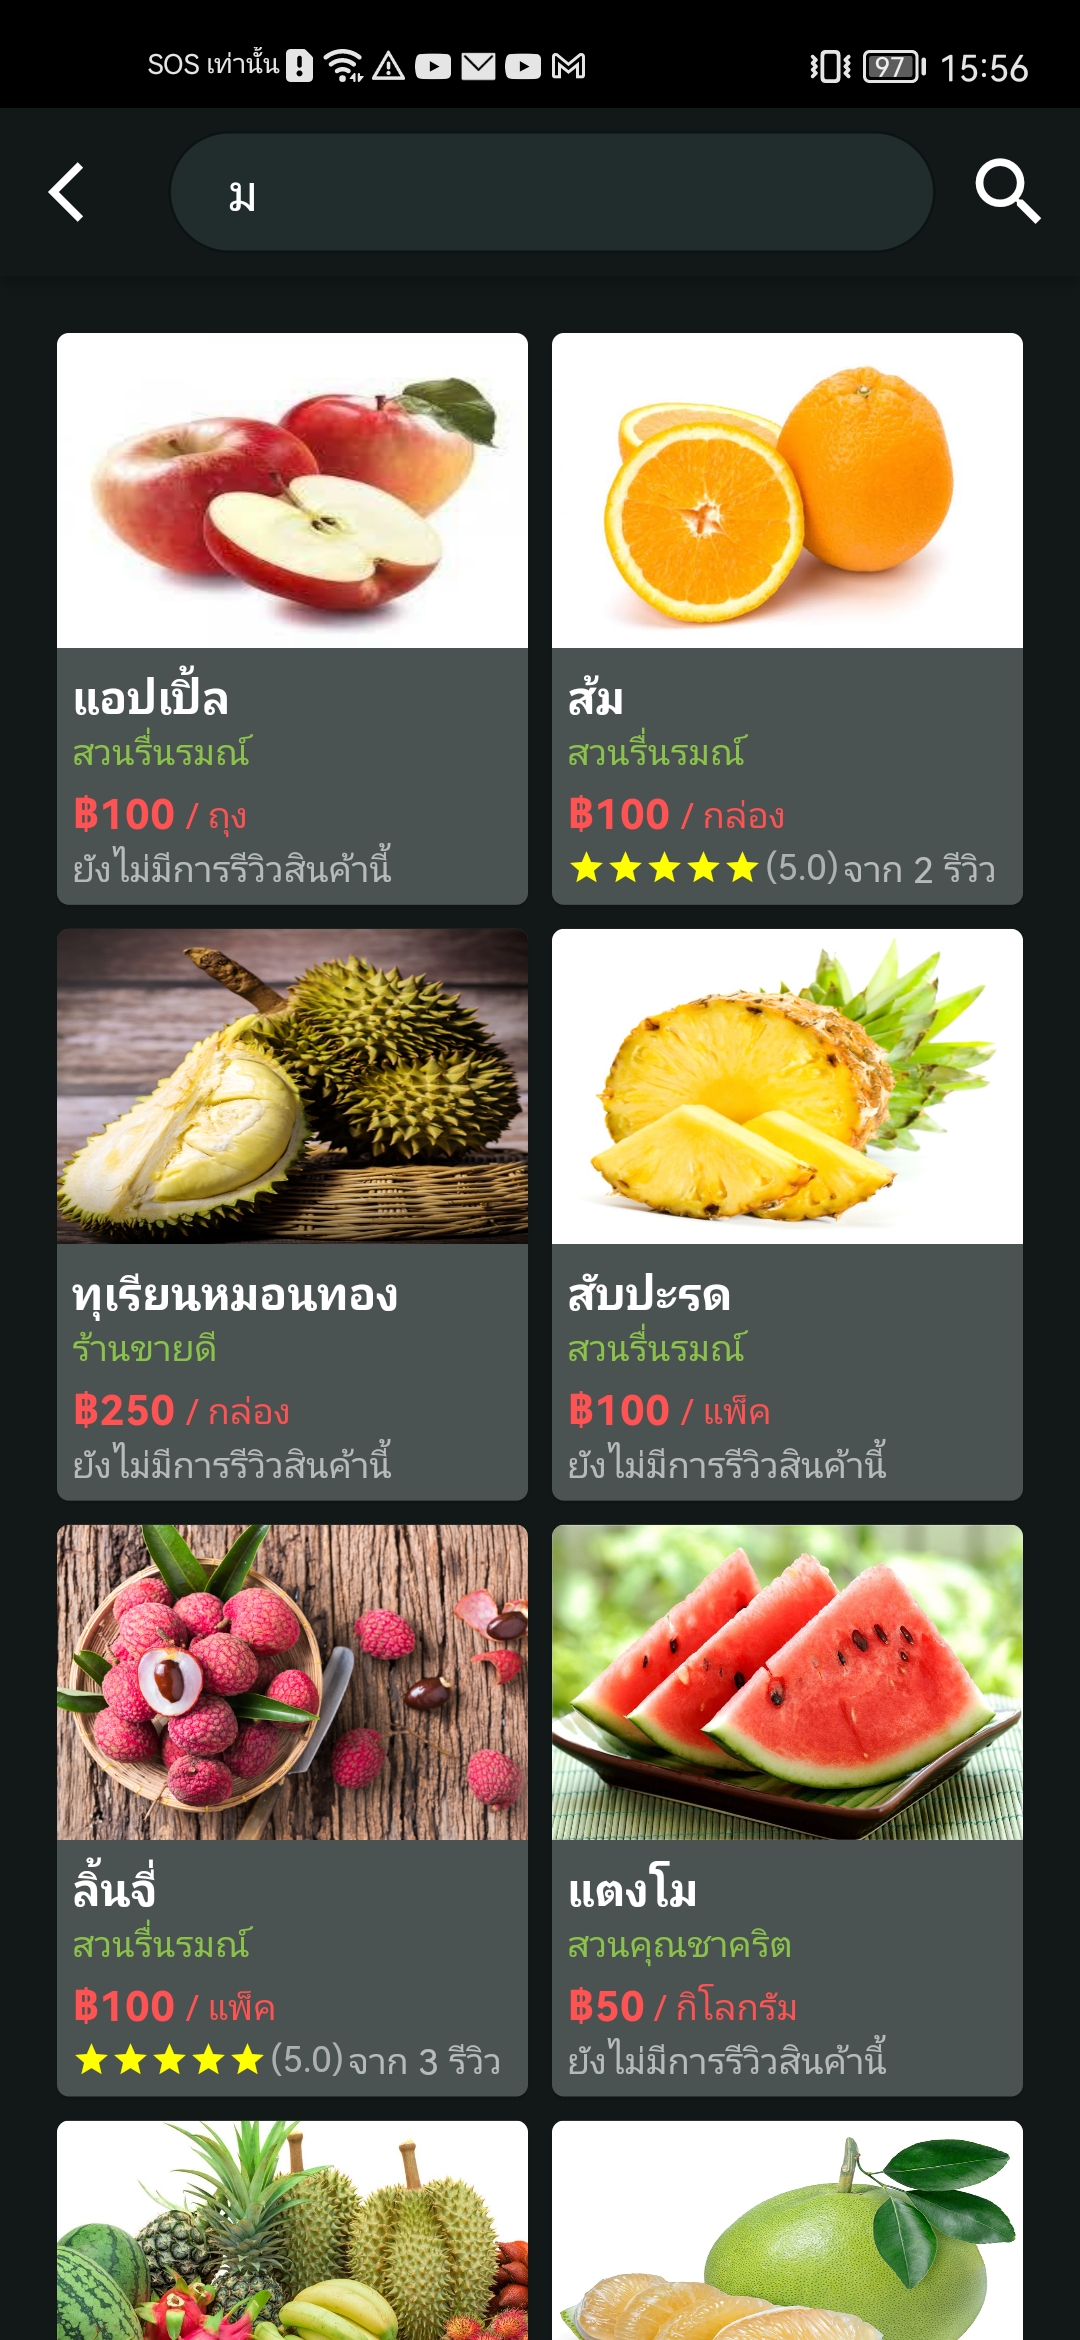 SOS เท่านั้น 97 15:56
ม
แอปเปิ้ล
สวนรื่นรมณ์
฿100 / ถุง
ยังไม่มีการรีวิวสินค้านี้
ส้ม
สวนรื่นรมณ์
฿100 / กล่อง
(5.0) จาก 2 รีวิว
ทุเรียนหมอนทอง
ร้านขายดี
฿250 / กล่อง
ยังไม่มีการรีวิวสินค้านี้
สับปะรด
สวนรื่นรมณ์
฿100 / แพ็ค
ยังไม่มีการรีวิวสินค้านี้
ลิ้นจี่
สวนรื่นรมณ์
฿100 / แพ็ค
(5.0) จาก 3 รีวิว
แตงโม
สวนคุณชาคริต
฿50 / กิโลกรัม
ยังไม่มีการรีวิวสินค้านี้